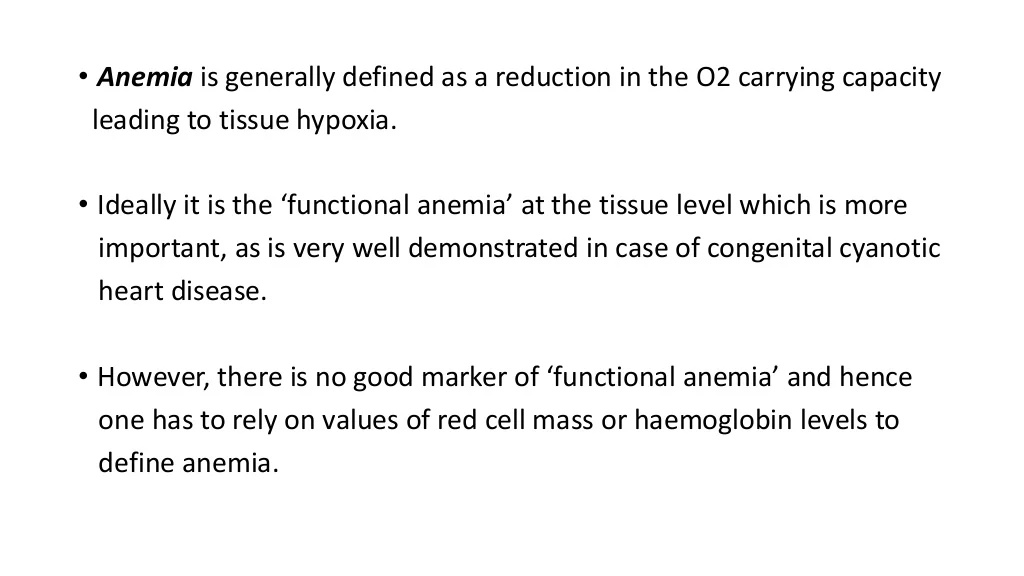 • Anemia is generally defined as a reduction in the O2 carrying capacity
leading to tissue hypoxia.
• Ideally it is the ‘functional anemia’ at the tissue level which is more
important, as is very well demonstrated in case of congenital cyanotic
heart disease.
• However, there is no good marker of ‘functional anemia’ and hence
one has to rely on values of red cell mass or haemoglobin levels to
define anemia.